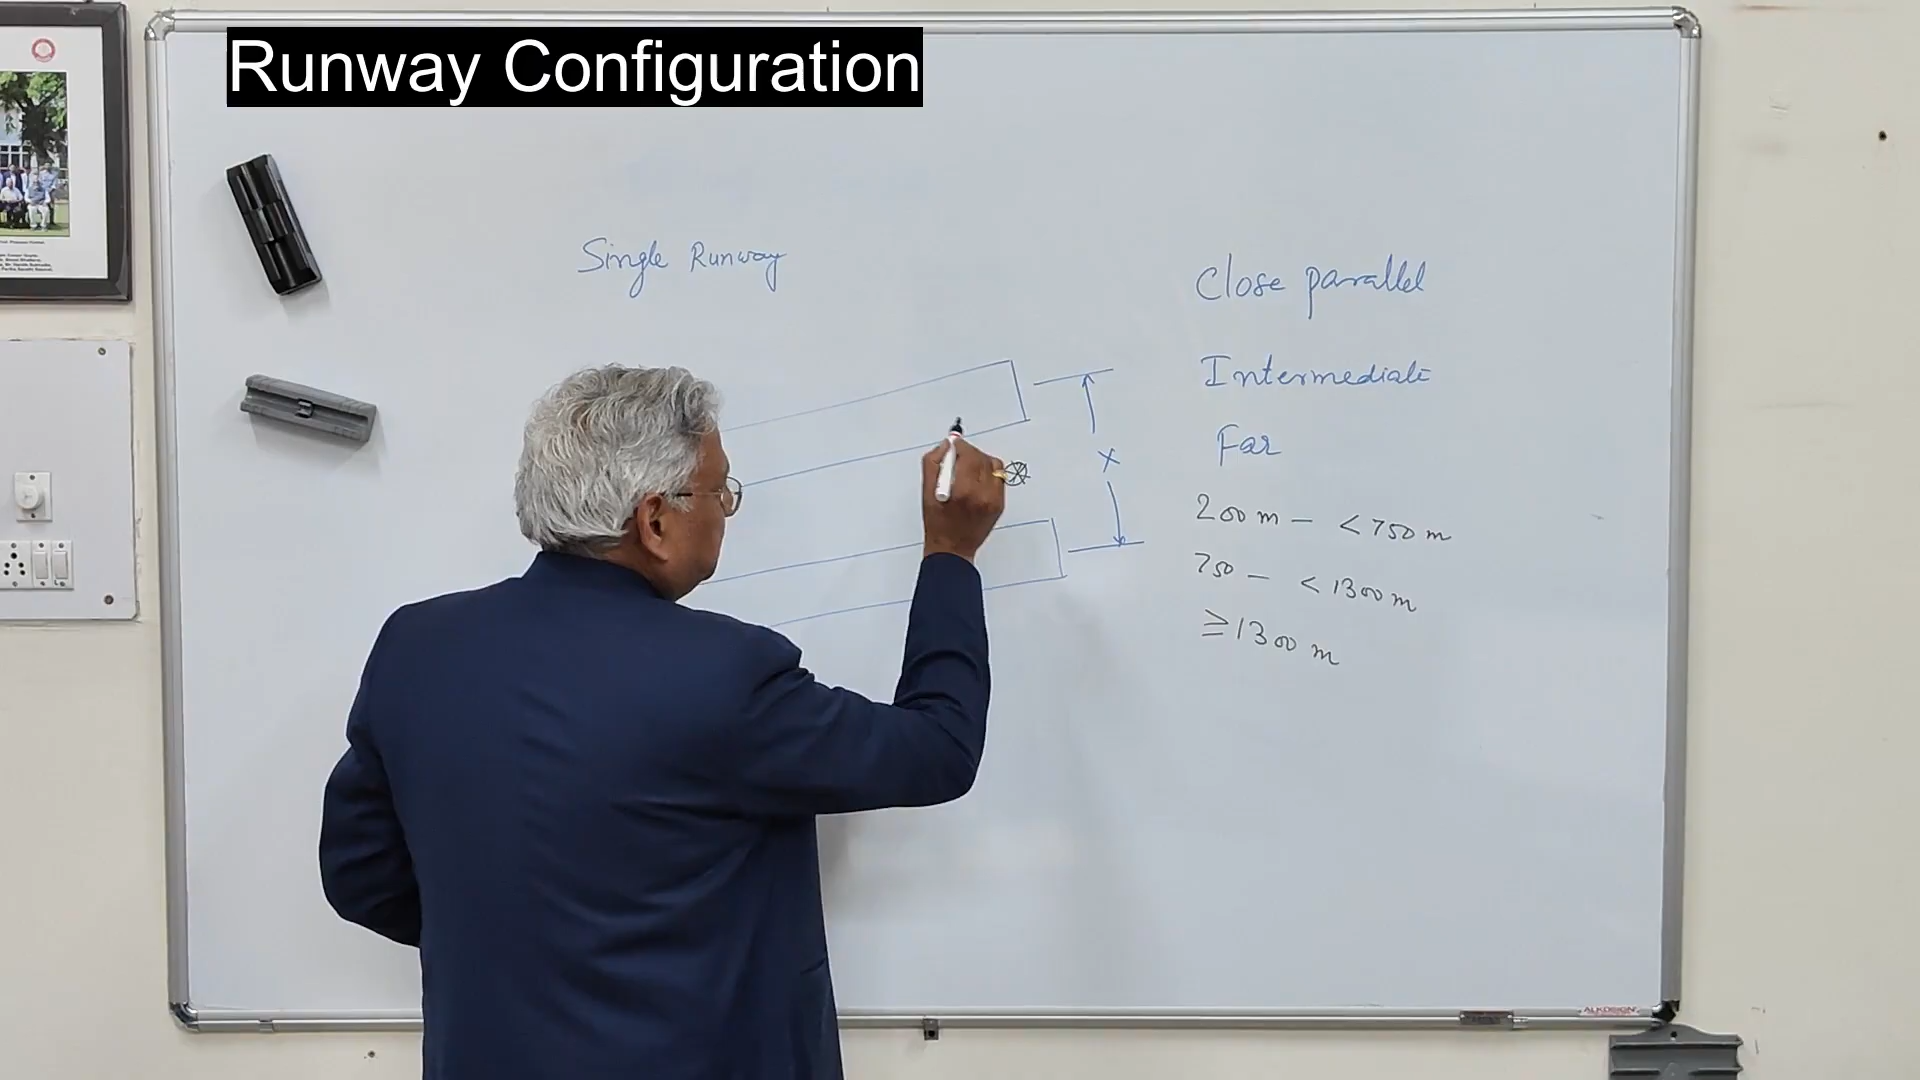 Runway Configuration
Single Runway
Close parallel
Intermediate
Far
X
200 m - < 750 m
750 - < 1300 m
≥ 1300 m